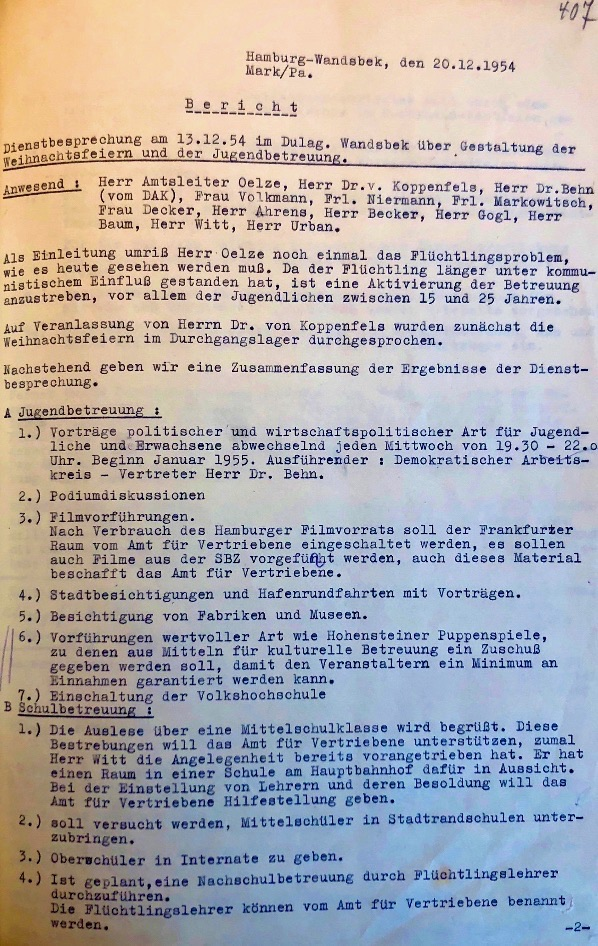 407
Hamburg-Wandsbek, den 20.12.1954
Mark/Pa.
B e r i c h t
Dienstbesprechung am 13.12.54 im Dulag. Wandsbek über Gestaltung der
Weihnachtsfeiern und der Jugendbetreuung.
Anwesend : Herr Amtsleiter Oelze, Herr Dr.v. Koppenfels, Herr Dr.Behn
(vom DAK), Frau Volkmann, Frl. Niermann, Frl. Markowitsch,
Frau Decker, Herr Ahrens, Herr Becker, Herr Gogl, Herr
Baum, Herr Witt, Herr Urban.
Als Einleitung umriß Herr Oelze noch einmal das Flüchtlingsproblem,
wie es heute gesehen werden muß. Da der Flüchtling länger unter kommu-
nistischem Einfluß gestanden hat, ist eine Aktivierung der Betreuung
anzustreben, vor allem der Jugendlichen zwischen 15 und 25 Jahren.
Auf Veranlassung von Herrn Dr. von Koppenfels wurden zunächst die
Weihnachtsfeiern im Durchgangslager durchgesprochen.
Nachstehend geben wir eine Zusammenfassung der Ergebnisse der Dienst-
besprechung.
A Jugendbetreuung :
1.) Vorträge politischer und wirtschaftspolitischer Art für Jugend-
liche und Erwachsene abwechselnd jeden Mittwoch von 19.30 - 22.o
Uhr. Beginn Januar 1955. Ausführender : Demokratischer Arbeits-
kreis - Vertreter Herr Dr. Behn.
2.) Podiumdiskussionen
3.) Filmvorführungen.
Nach Verbrauch des Hamburger Filmvorrats soll der Frankfurter
Raum vom Amt für Vertriebene eingeschaltet werden, es sollen
auch Filme aus der SBZ vorgeführt werden, auch dieses Material
beschafft das Amt für Vertriebene.
4.) Stadtbesichtigungen und Hafenrundfahrten mit Vorträgen.
5.) Besichtigung von Fabriken und Museen.
6.) Vorführungen wertvoller Art wie Hohensteiner Puppenspiele,
zu denen aus Mitteln für kulturelle Betreuung ein Zuschuß
gegeben werden soll, damit den Veranstaltern ein Minimum an
Einnahmen garantiert werden kann.
7.) Einschaltung der Volkshochschule
B Schulbetreuung :
1.) Die Auslese über eine Mittelschulklasse wird begrüßt. Diese
Bestrebungen will das Amt für Vertriebene unterstützen, zumal
Herr Witt die Angelegenheit bereits vorangetrieben hat. Er hat
einen Raum in einer Schule am Hauptbahnhof dafür in Aussicht.
Bei der Einstellung von Lehrern und deren Besoldung will das
Amt für Vertriebene Hilfestellung geben.
2.) soll versucht werden, Mittelschüler in Stadtrandschulen unter-
zubringen.
3.) Oberschüler in Internate zu geben.
4.) Ist geplant,eine Nachschulbetreuung durch Flüchtlingslehrer
durchzuführen.
Die Flüchtlingslehrer können vom Amt für Vertriebene benannt
werden.
-2-